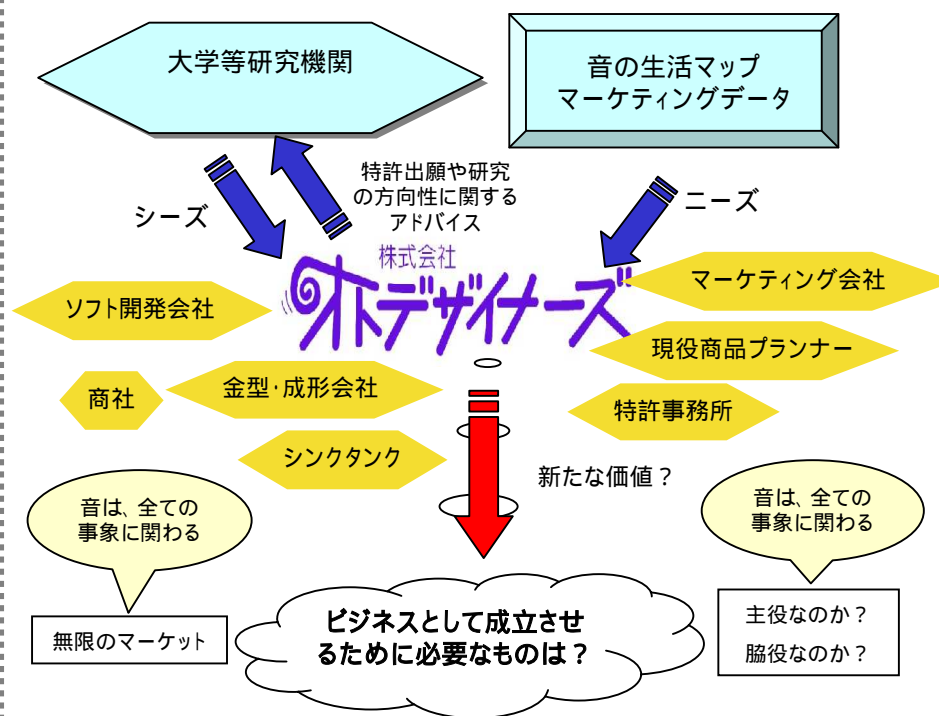 大学等研究機関
音の生活マップ
マーケティングデータ
特許出願や研究
の方向性に関する
アドバイス
シーズ
ニーズ
株式会社
オトデザイナーズ
マーケティング会社
ソフト開発会社
現役商品プランナー
金型・成形会社
商社
特許事務所
シンクタンク
新たな価値？
音は、全ての
事象に関わる
音は、全ての
事象に関わる
無限のマーケット
ビジネスとして成立させ
るために必要なものは？
主役なのか？
脇役なのか？